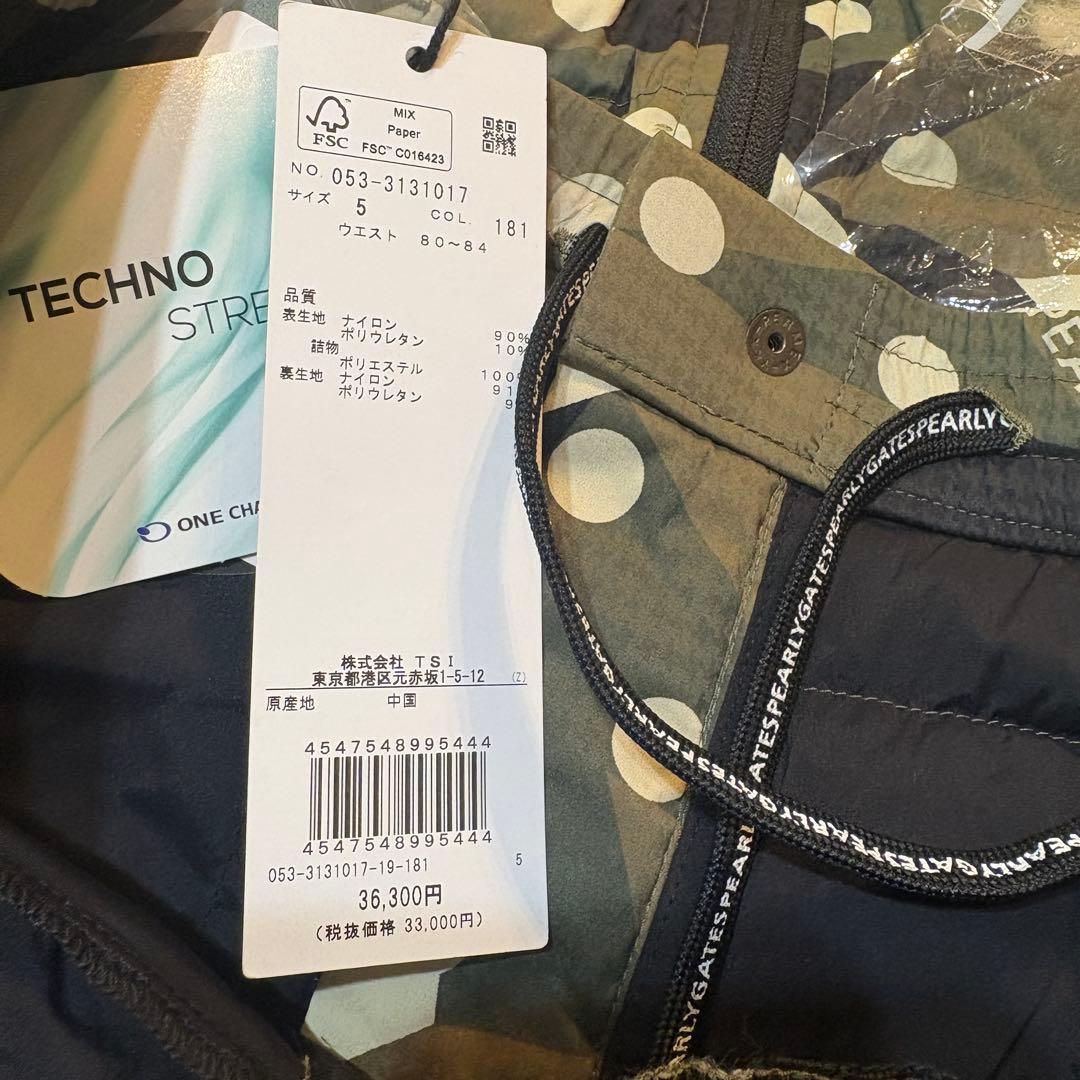 TECHNO
STRE
ONE CHA
FSC
MIX
Paper
FSC™ C016423
NO. 053-3131017
サイズ 5 COL. 181
ウエスト 80～84
品質
表生地 ナイロン 90%
ポリウレタン 10%
詰物
ポリエステル 100%
裏生地 ナイロン 91
ポリウレタン 9
株式会社 TSI
東京都港区元赤坂1-5-12 (Z)
原産地 中国
4547548995444
4547548995444
053-3131017-19-181 5
36,300円
(税抜価格 33,000円)
GATESPEARLY
PEARLYGATESPEARLYGATESPEARLYGATESPEARLYGATES